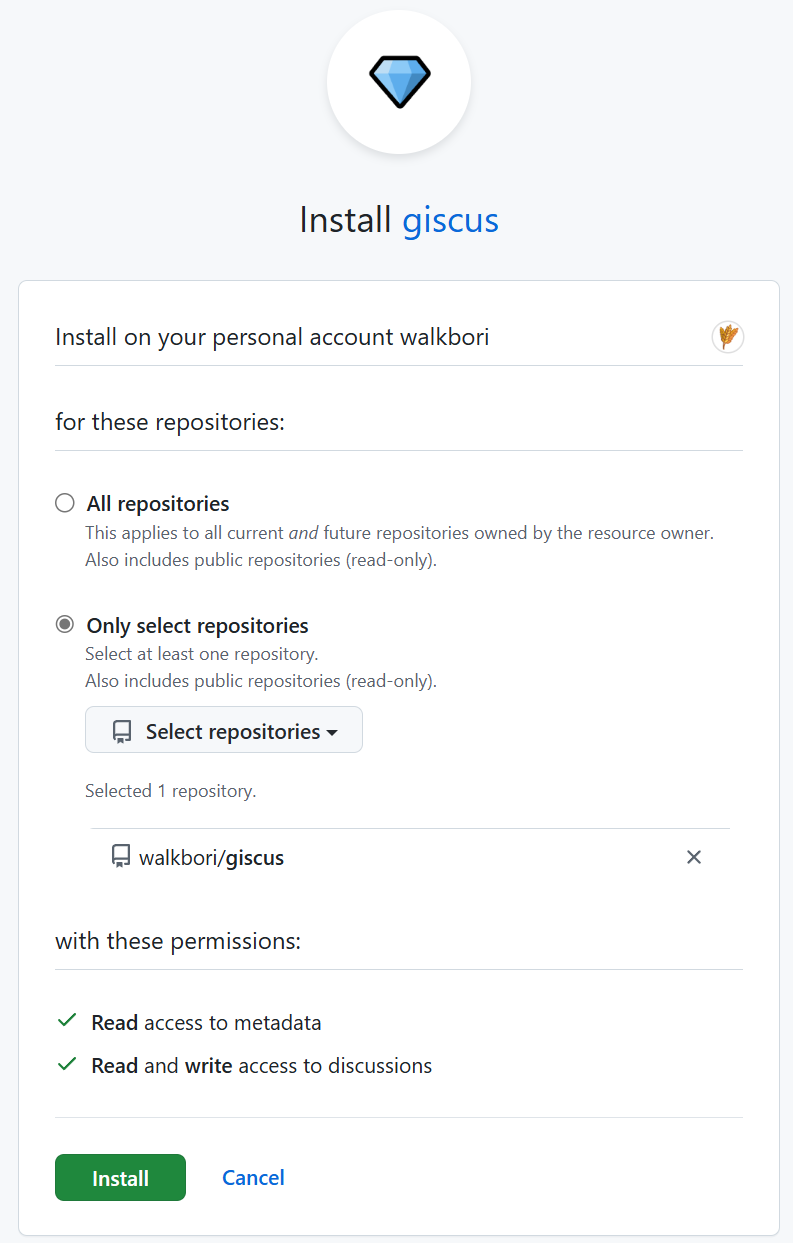 Install giscus
Install on your personal account walkbori
for these repositories:
All repositories
This applies to all current and future repositories owned by the resource owner.
Also includes public repositories (read-only).
Only select repositories
Select at least one repository.
Also includes public repositories (read-only).
Select repositories
Selected 1 repository.
walkbori/giscus
with these permissions:
Read access to metadata
Read and write access to discussions
Install Cancel